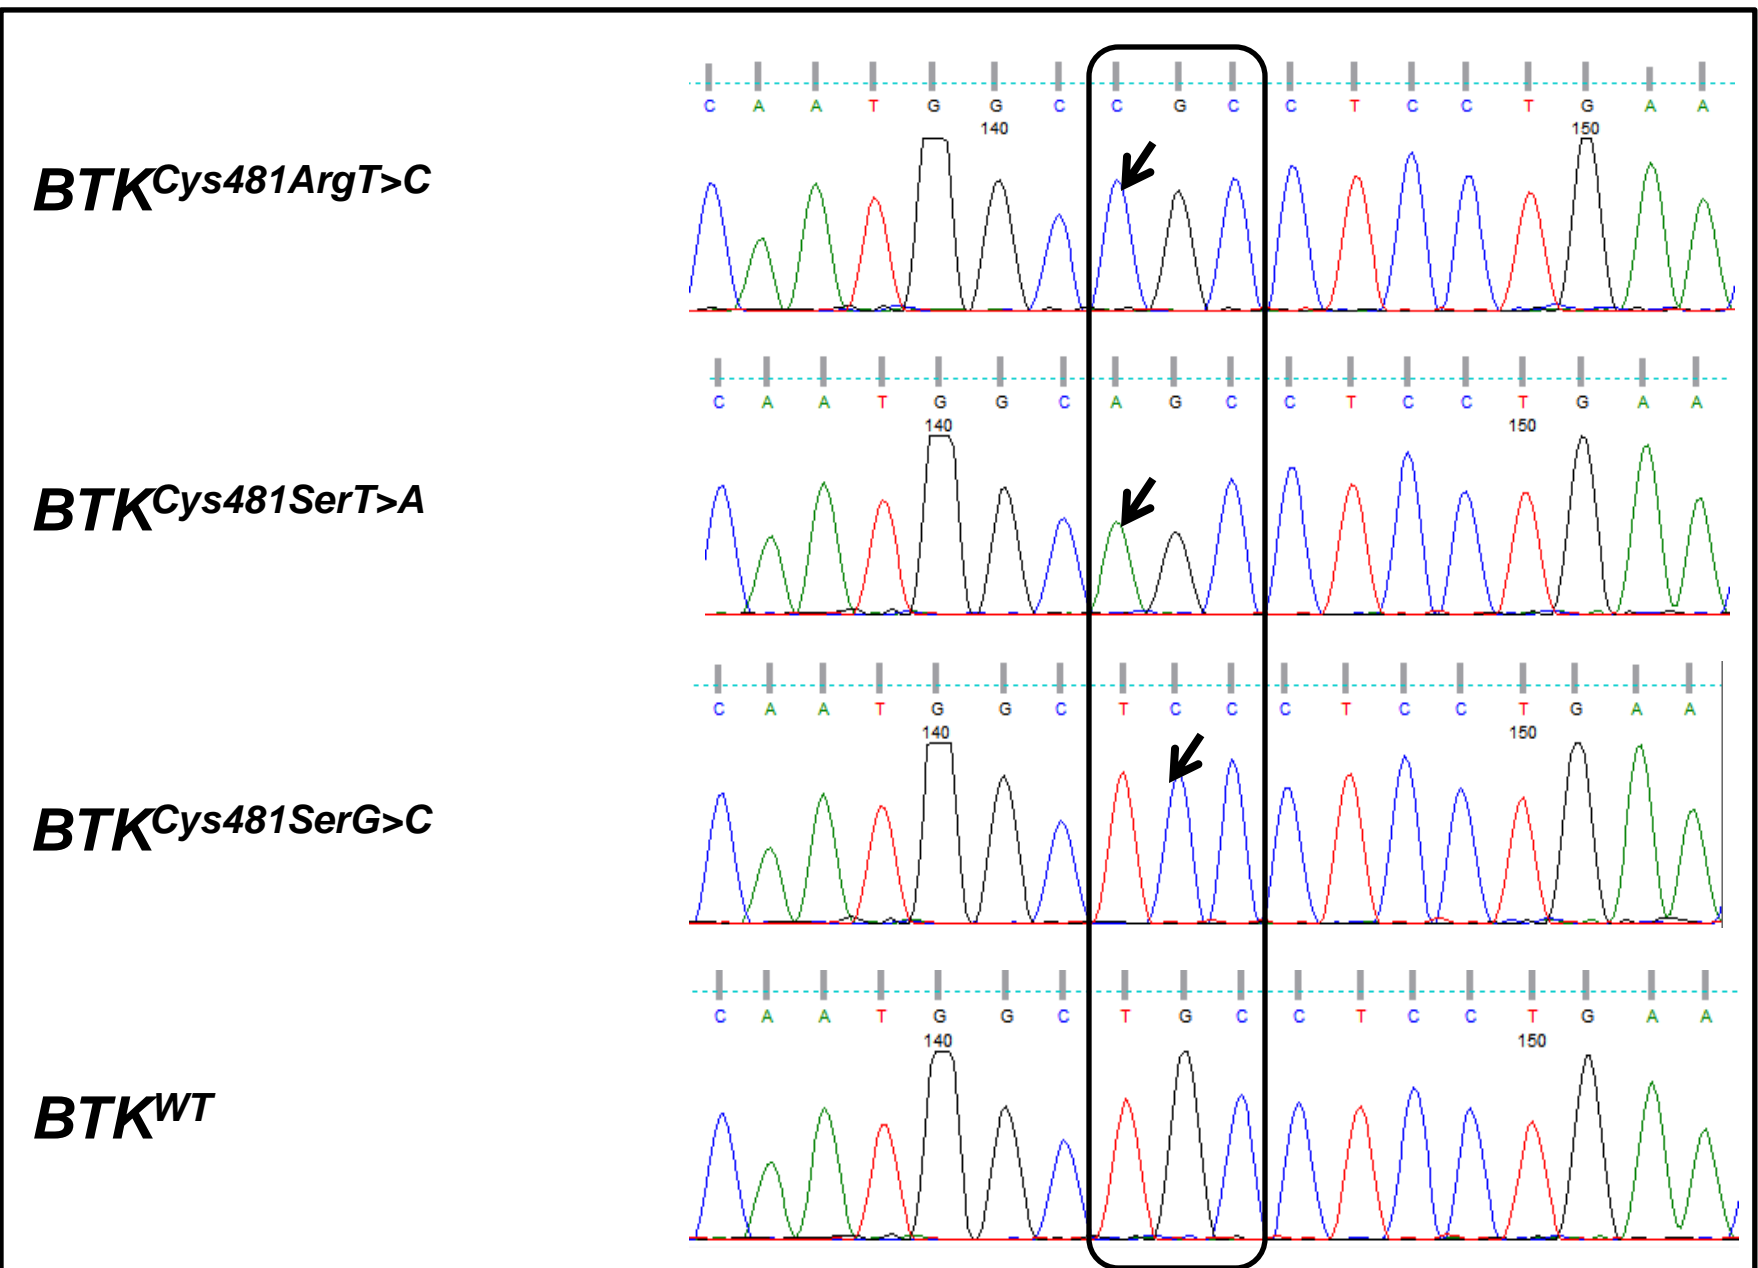 C A A T G G C C G C C T C C T G A A
140 150
BTKCys481ArgT>C
C A A T G G C A G C C T C C T G A A
140 150
BTKCys481SerT>A
C A A T G G C T C C C T C C T G A A
140 150
BTKCys481SerG>C
C A A T G G C T G C C T C C T G A A
140 150
BTKWT